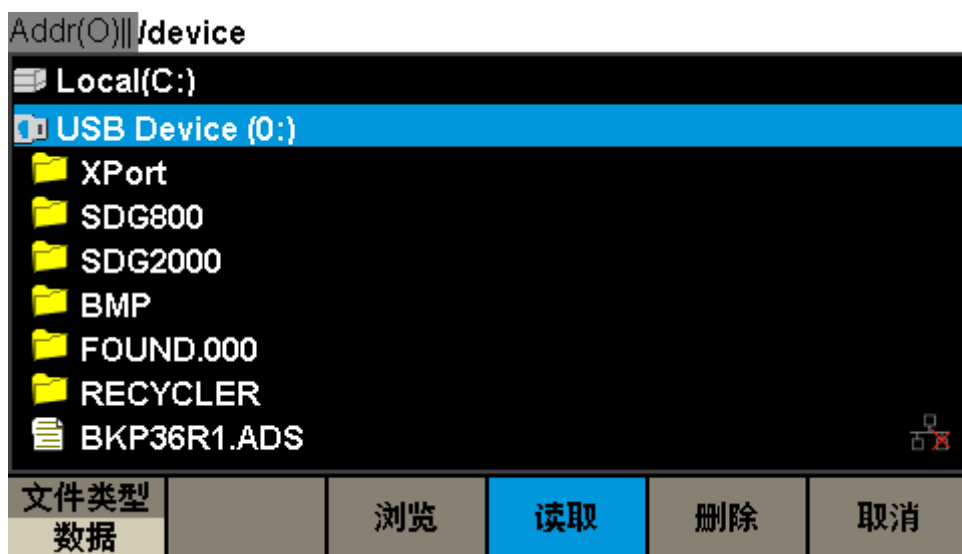 Addr(O)||/device
Local(C:)
USB Device (0:)
XPort
SDG800
SDG2000
BMP
FOUND.000
RECYCLER
BKP36R1.ADS
文件类型
数据
浏览
读取
删除
取消